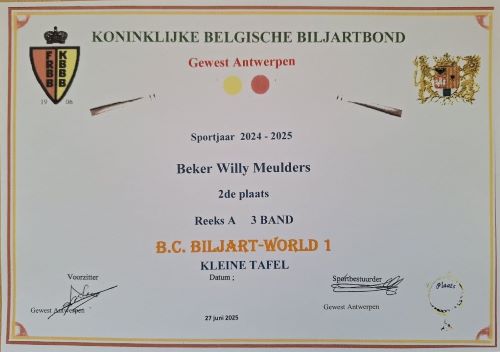 KONINKLIJKE BELGISCHE BILJARTBOND
FRBB KBBB
19 06
Gewest Antwerpen
Sportjaar 2024 - 2025
Beker Willy Meulders
2de plaats
Reeks A 3 BAND
B.C. BILJART-WORLD 1
KLEINE TAFEL
Voorzitter
Datum ;
Sportbestuurder
Plaats
Gewest Antwerpen
Gewest Antwerpen
27 juni 2025